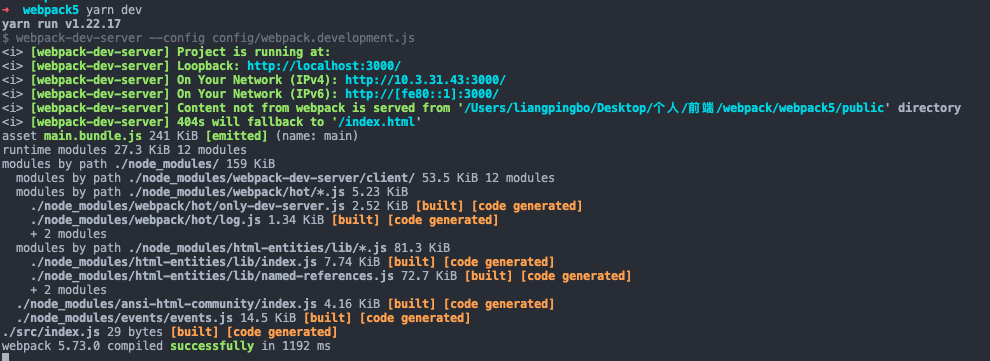 ➜  webpack5 yarn dev
yarn run v1.22.17
$ webpack-dev-server --config config/webpack.development.js
<i> [webpack-dev-server] Project is running at:
<i> [webpack-dev-server] Loopback: http://localhost:3000/
<i> [webpack-dev-server] On Your Network (IPv4): http://10.3.31.43:3000/
<i> [webpack-dev-server] On Your Network (IPv6): http://[fe80::1]:3000/
<i> [webpack-dev-server] Content not from webpack is served from '/Users/liangpingbo/Desktop/个人/前端/webpack/webpack5/public' directory
<i> [webpack-dev-server] 404s will fallback to '/index.html'
asset main.bundle.js 241 KiB [emitted] (name: main)
runtime modules 27.3 KiB 12 modules
modules by path ./node_modules/ 159 KiB
  modules by path ./node_modules/webpack-dev-server/client/ 53.5 KiB 12 modules
  modules by path ./node_modules/webpack/hot/*.js 5.23 KiB
    ./node_modules/webpack/hot/only-dev-server.js 2.52 KiB [built] [code generated]
    ./node_modules/webpack/hot/log.js 1.34 KiB [built] [code generated]
    + 2 modules
  modules by path ./node_modules/html-entities/lib/*.js 81.3 KiB
    ./node_modules/html-entities/lib/index.js 7.74 KiB [built] [code generated]
    ./node_modules/html-entities/lib/named-references.js 72.7 KiB [built] [code generated]
    + 2 modules
  ./node_modules/ansi-html-community/index.js 4.16 KiB [built] [code generated]
  ./node_modules/events/events.js 14.5 KiB [built] [code generated]
./src/index.js 29 bytes [built] [code generated]
webpack 5.73.0 compiled successfully in 1192 ms